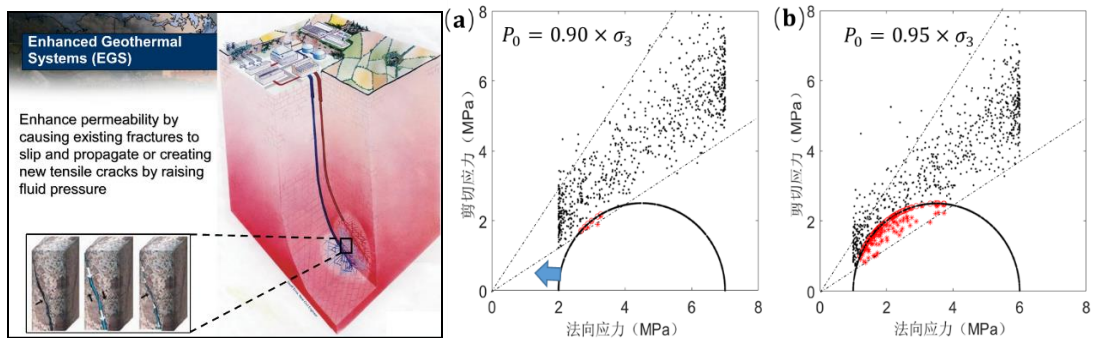 Enhanced Geothermal
Systems (EGS)
Enhance permeability by
causing existing fractures to
slip and propagate or creating
new tensile cracks by raising
fluid pressure
(a)
P₀ = 0.90 × σ₃
剪切应力（MPa）
8
6
4
2
0
0
2
4
6
8
法向应力(MPa)
(b)
P₀ = 0.95 × σ₃
剪切应力（MPa）
8
6
4
2
0
0
2
4
6
8
法向应力(MPa)